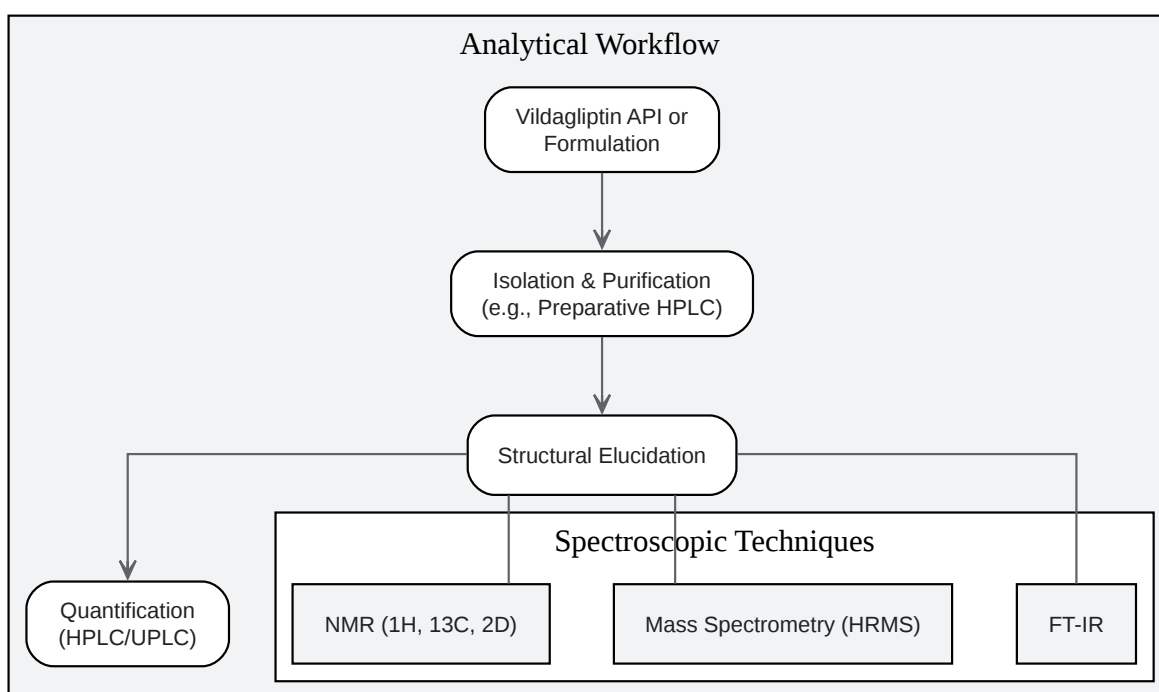 Analytical Workflow
Vildagliptin API or
Formulation
Isolation & Purification
(e.g., Preparative HPLC)
Structural Elucidation
Spectroscopic Techniques
Quantification
(HPLC/UPLC)
NMR (1H, 13C, 2D)
Mass Spectrometry (HRMS)
FT-IR